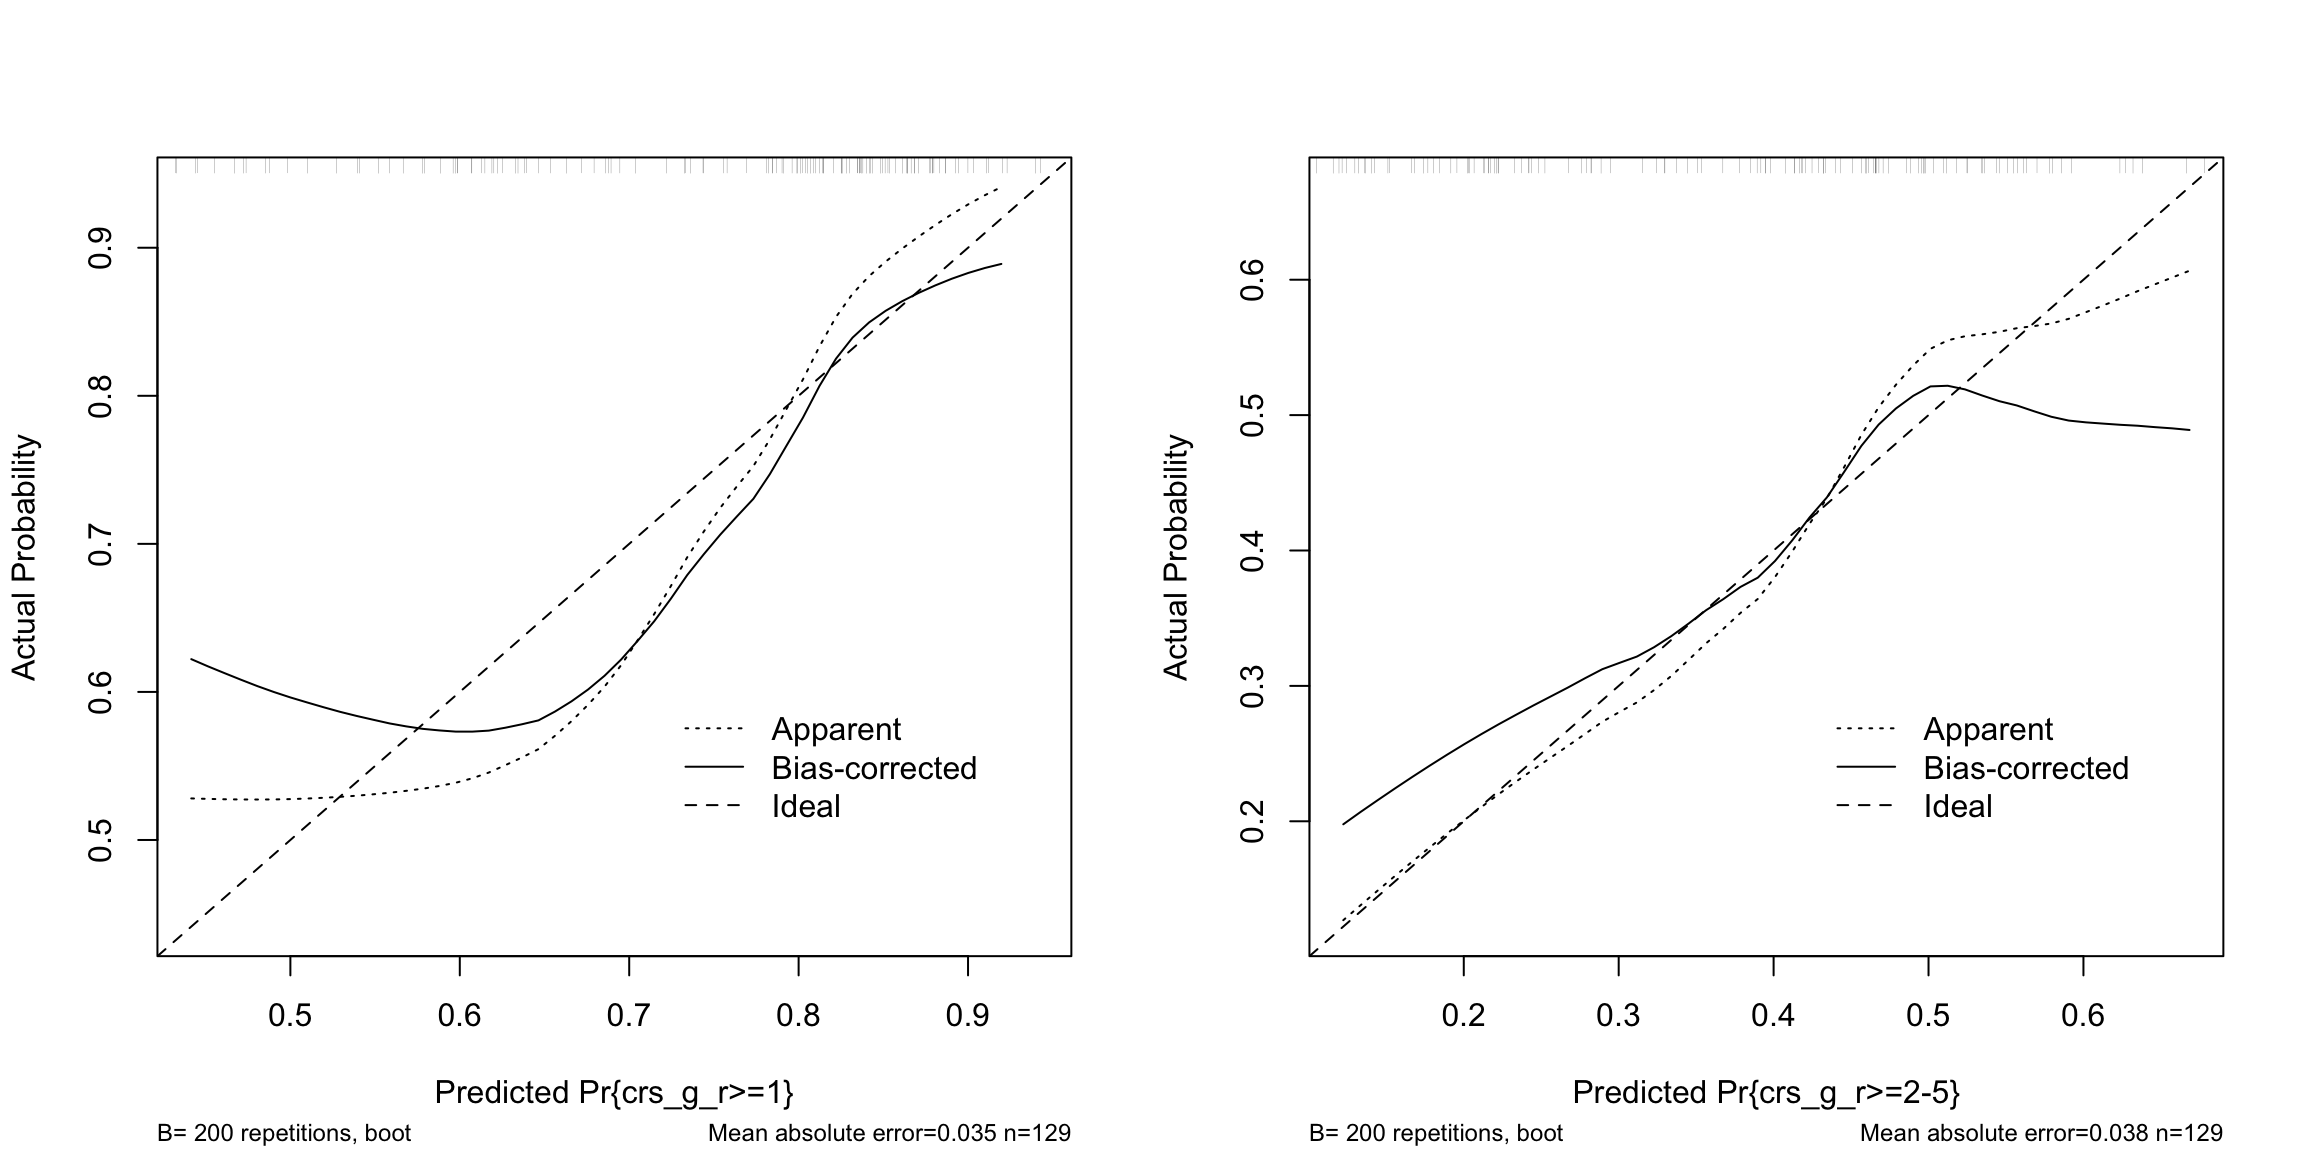 Actual Probability
0.9
0.8
0.7
0.6
0.5
Apparent
Bias-corrected
Ideal
0.5 0.6 0.7 0.8 0.9
Predicted Pr{crs_g_r>=1}
B= 200 repetitions, boot
Mean absolute error=0.035 n=129
Actual Probability
0.6
0.5
0.4
0.3
0.2
Apparent
Bias-corrected
Ideal
0.2 0.3 0.4 0.5 0.6
Predicted Pr{crs_g_r>=2-5}
B= 200 repetitions, boot
Mean absolute error=0.038 n=129